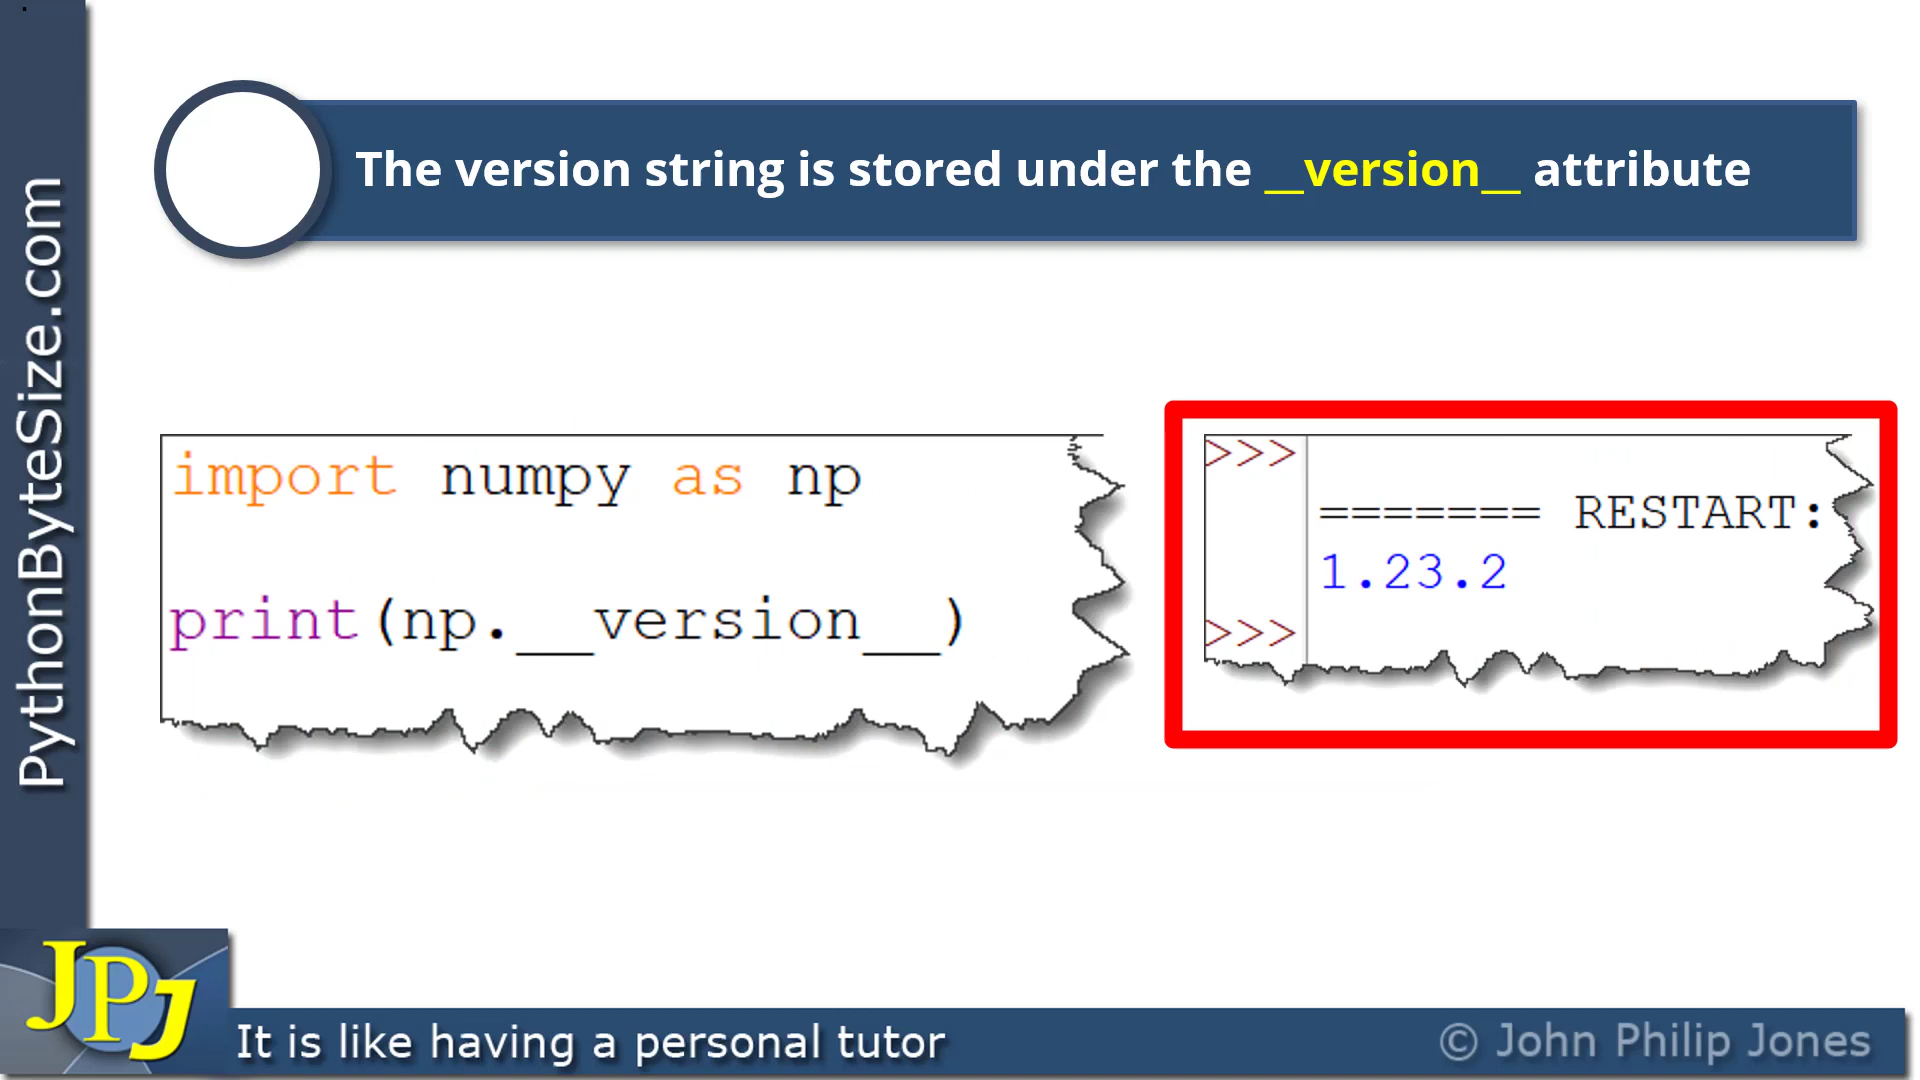 The version string is stored under the __version__ attribute
import numpy as np
print(np.__version__)
>>>
======= RESTART:
1.23.2
>>>
PythonByteSize.com
JPJ
It is like having a personal tutor
© John Philip Jones